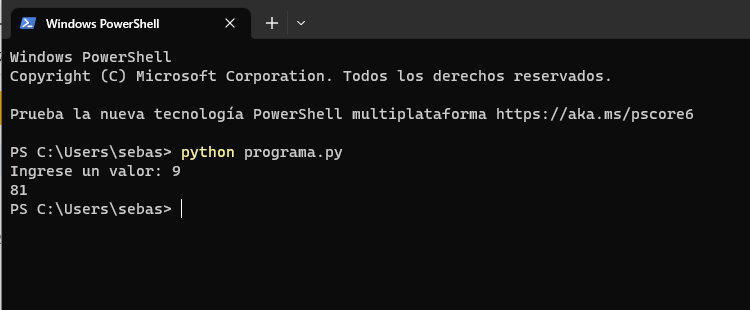 Windows PowerShell
Windows PowerShell
Copyright (C) Microsoft Corporation. Todos los derechos reservados.
Prueba la nueva tecnología PowerShell multiplataforma https://aka.ms/pscore6
PS C:\Users\sebas> python programa.py
Ingrese un valor: 9
81
PS C:\Users\sebas>